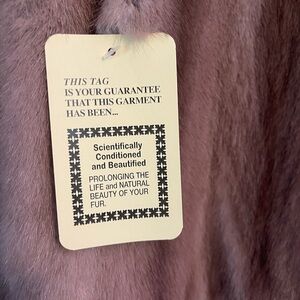 THIS TAG
IS YOUR GUARANTEE
THAT THIS GARMENT
HAS BEEN...
Scientifically
Conditioned
and Beautified
PROLONGING THE
LIFE and NATURAL
BEAUTY OF YOUR
FUR.